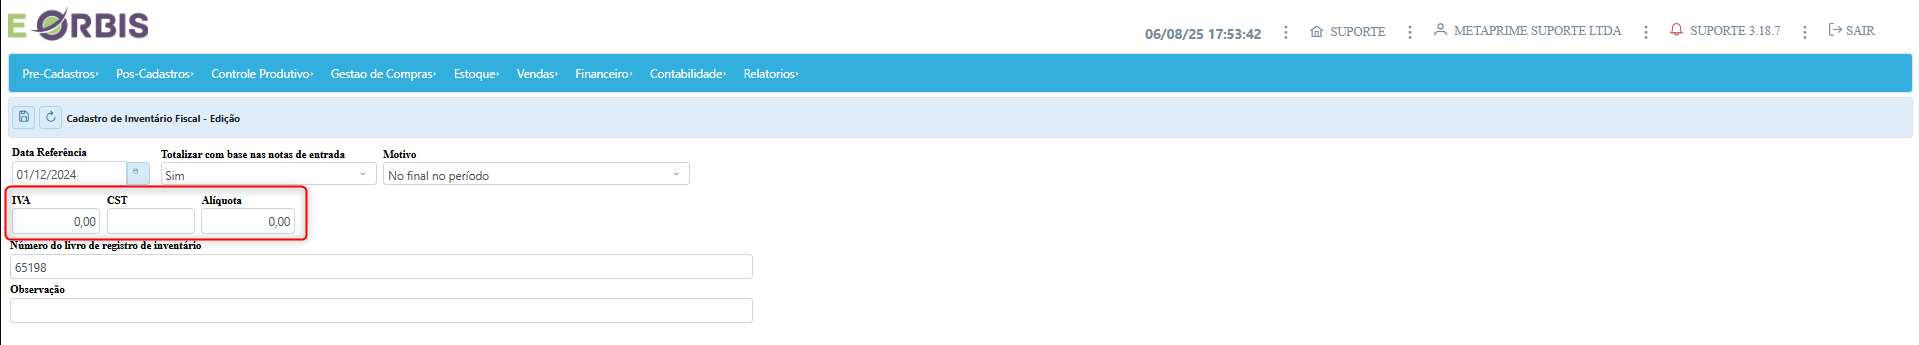 E ORBIS
06/08/25 17:53:42 SUPORTE METAPRIME SUPORTE LTDA SUPORTE 3.18.7 SAIR
Pre-Cadastros Pos-Cadastros Controle Produtivo Gestao de Compras Estoque Vendas Financeiro Contabilidade Relatorios
Cadastro de Inventário Fiscal - Edição
Data Referência Totalizar com base nas notas de entrada Motivo
01/12/2024 Sim No final no período
IVA CST Alíquota
0,00 0,00
Número do livro de registro de inventário
65198
Observação